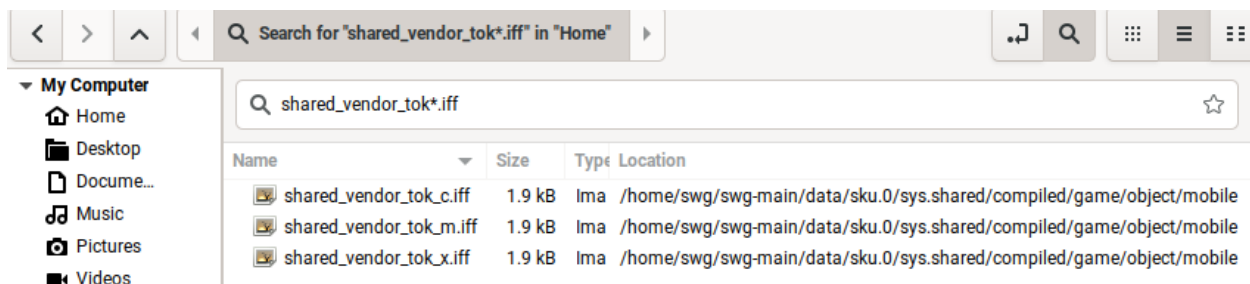 Search for "shared_vendor_tok*.iff" in "Home"
My Computer
Home
Desktop
Docume...
Music
Pictures
Videos
shared_vendor_tok*.iff
Name Size Type Location
shared_vendor_tok_c.iff 1.9 kB Ima /home/swg/swg-main/data/sku.0/sys.shared/compiled/game/object/mobile
shared_vendor_tok_m.iff 1.9 kB Ima /home/swg/swg-main/data/sku.0/sys.shared/compiled/game/object/mobile
shared_vendor_tok_x.iff 1.9 kB Ima /home/swg/swg-main/data/sku.0/sys.shared/compiled/game/object/mobile